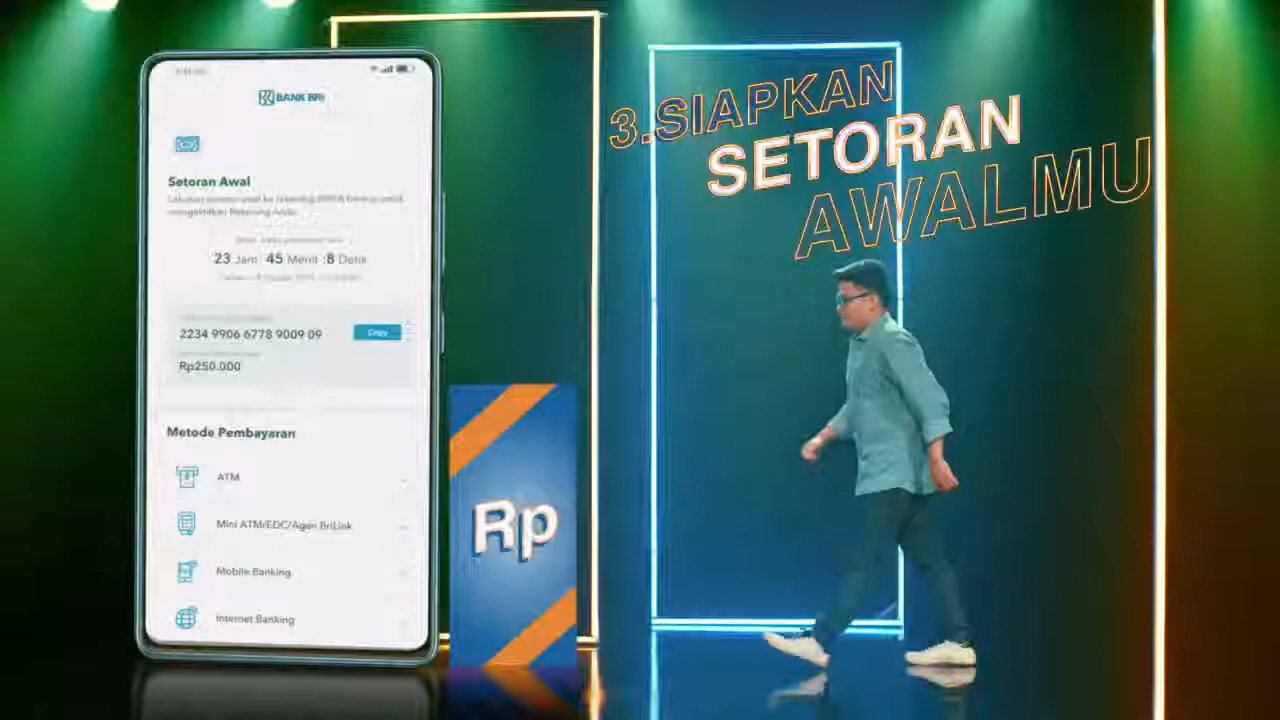 BANK BRI
Setoran Awal
23 Jam 45 Menit :8 Detik
2234 9906 6778 9009 09
Copy
Rp250.000
Metode Pembayaran
ATM
Mini ATM/EDC/Agen BriLink
Mobile Banking
Internet Banking
Rp
3.SIAPKAN
SETORAN
AWALMU